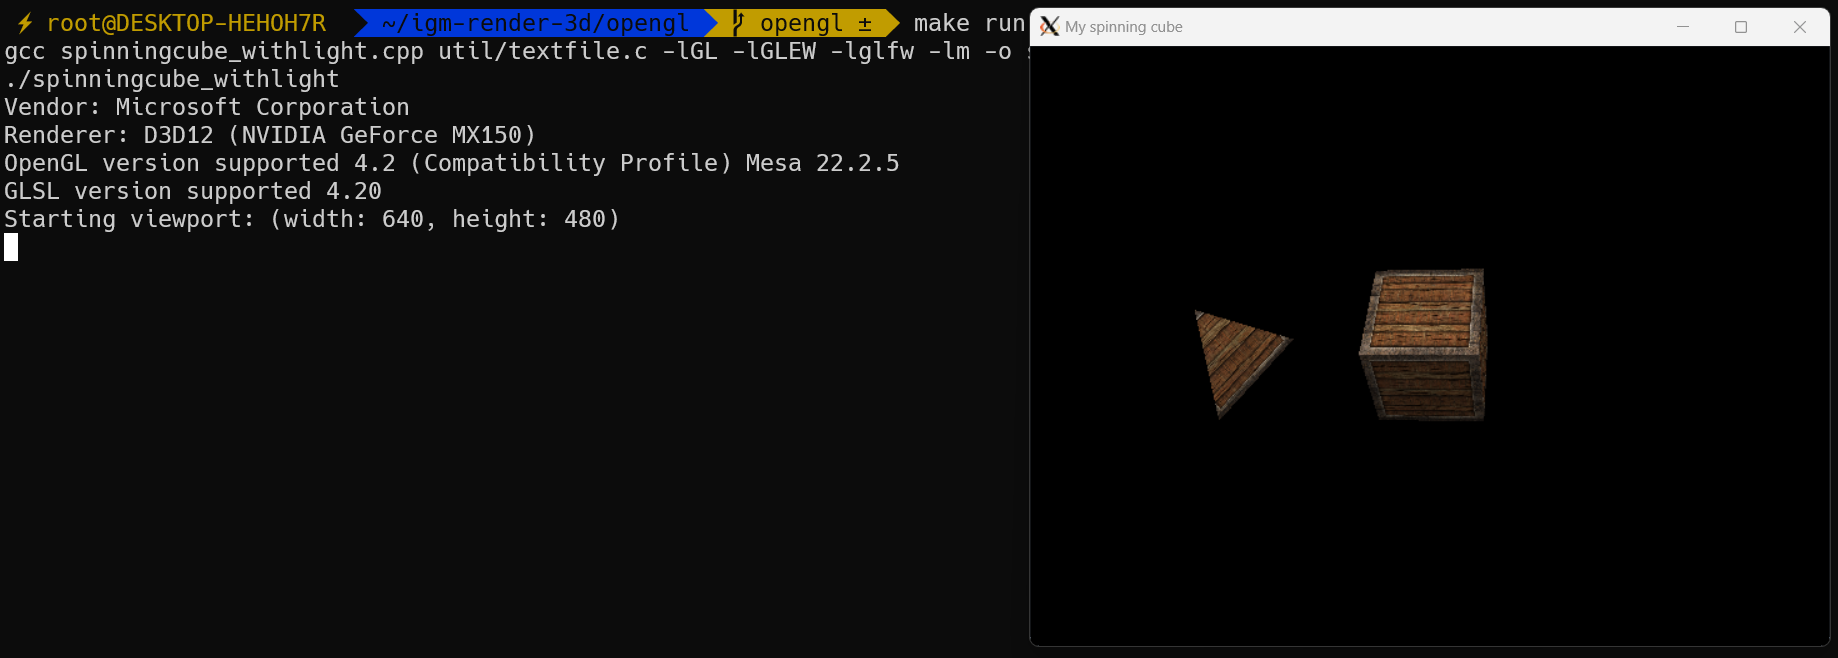 root@DESKTOP-HEHOH7R ~/igm-render-3d/opengl opengl ± make run
gcc spinningcube_withlight.cpp util/textfile.c -lGL -lGLEW -lglfw -lm -o
./spinningcube_withlight
Vendor: Microsoft Corporation
Renderer: D3D12 (NVIDIA GeForce MX150)
OpenGL version supported 4.2 (Compatibility Profile) Mesa 22.2.5
GLSL version supported 4.20
Starting viewport: (width: 640, height: 480)
My spinning cube